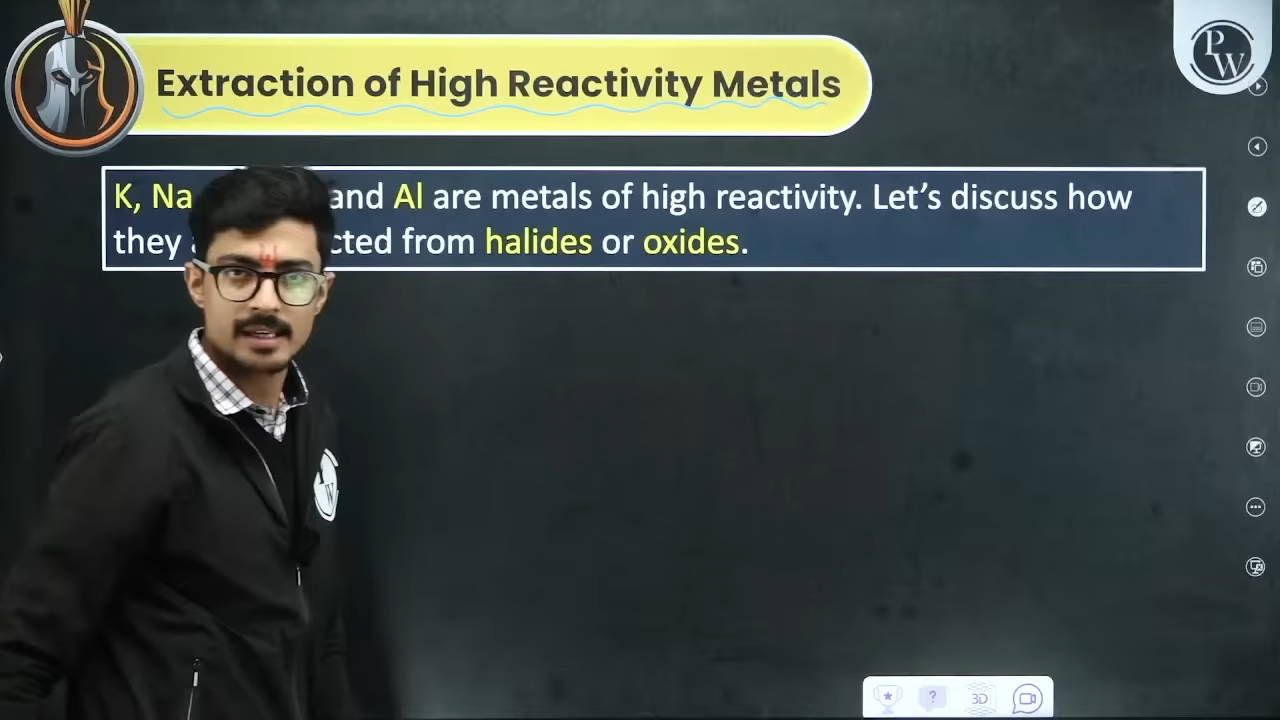 Extraction of High Reactivity Metals
PW
K, Na and Al are metals of high reactivity. Let’s discuss how
they cted from halides or oxides.
W
?
3D